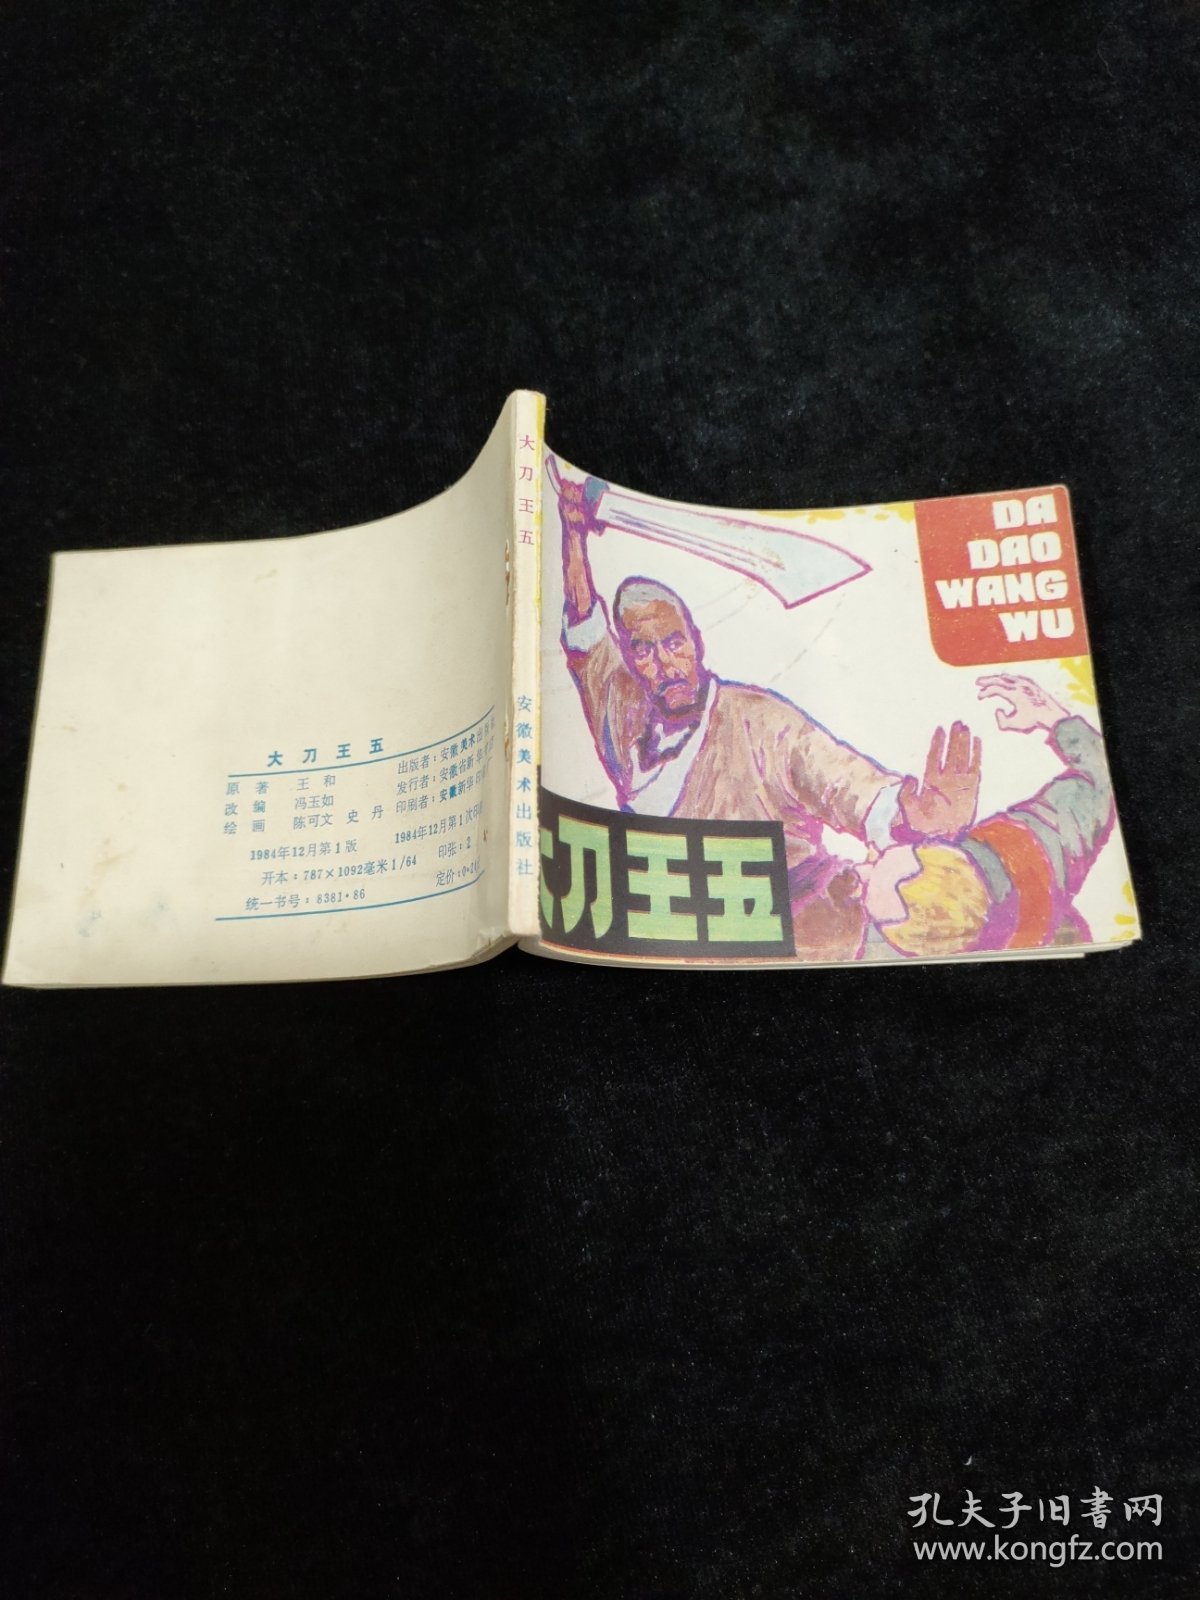 大刀王五
安徽美术出版社
DA
DAO
WANG
WU
大刀王五
大刀王五
原著 王和 出版者：安徽美术出版
改编 冯玉如 发行者：安徽省新华
绘画 陈可文 史丹 印刷者：安徽新华印
1984年12月第1版 1984年12月第1次印
开本：787×1092毫米1/64 印张：2
统一书号：8381·86 定价：0·2
孔夫子旧書网
www.kongfz.com